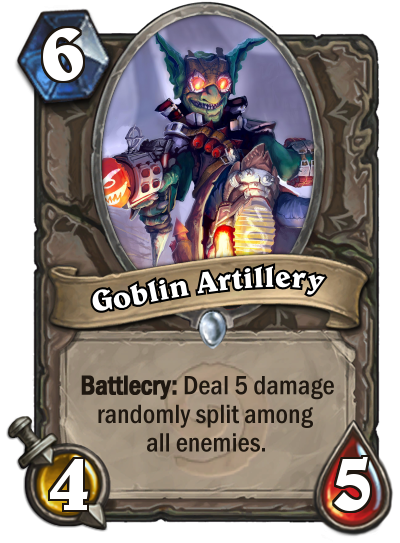 6
Goblin Artillery
Battlecry: Deal 5 damage
randomly split among
all enemies.
4
5